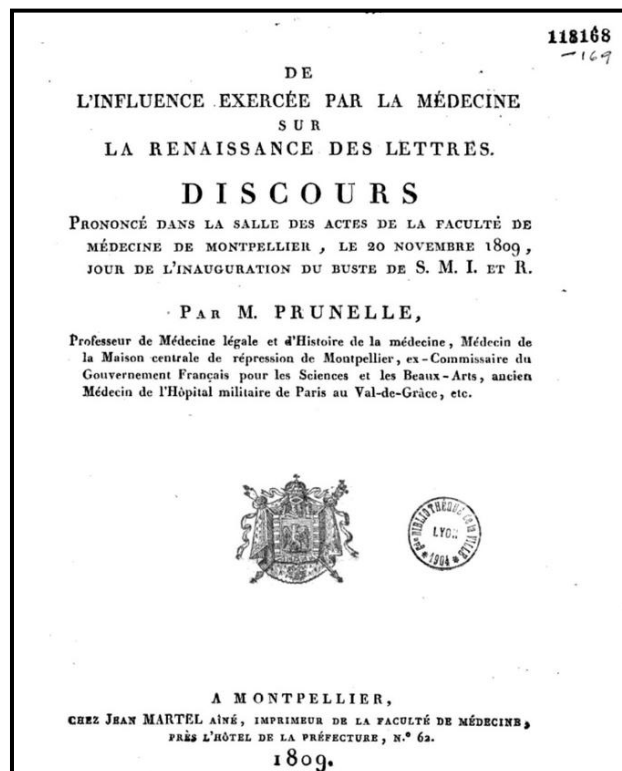 118168
-169
DE
L'INFLUENCE EXERCÉE PAR LA MÉDECINE
SUR
LA RENAISSANCE DES LETTRES.
DISCOURS
PRONONCÉ DANS LA SALLE DES ACTES DE LA FACULTÉ DE
MÉDECINE DE MONTPELLIER, LE 20 NOVEMBRE 1809,
JOUR DE L'INAUGURATION DU BUSTE DE S. M. I. ET R.
PAR M. PRUNELLE,
Professeur de Médecine légale et d'Histoire de la médecine, Médecin de
la Maison centrale de répression de Montpellier, ex-Commissaire du
Gouvernement Français pour les Sciences et les Beaux-Arts, ancien
Médecin de l'Hôpital militaire de Paris au Val-de-Grâce, etc.
BIBLIOTHÈQUE DE LA VILLE
LYON
1904
A MONTPELLIER,
CHEZ JEAN MARTEL AÎNÉ, IMPRIMEUR DE LA FACULTÉ DE MÉDECINE,
PRÈS L'HÔTEL DE LA PRÉFECTURE, N.º 62.
1809.